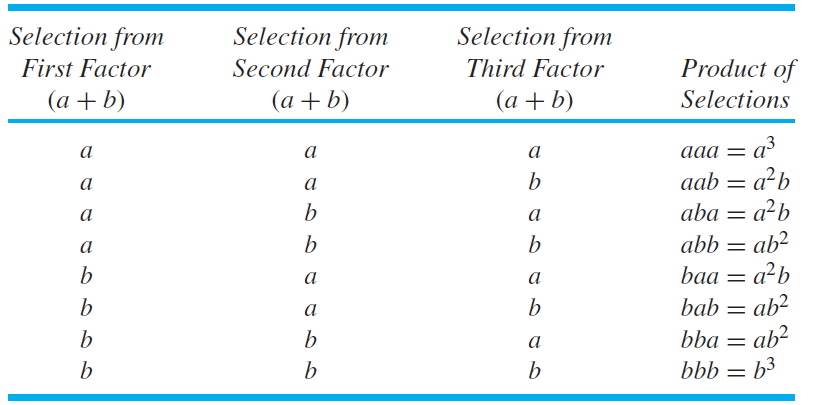 Selection from Selection from Selection from
First Factor Second Factor Third Factor Product of
(a + b) (a + b) (a + b) Selections
a a a aaa = a³
a a b aab = a²b
a b a aba = a²b
a b b abb = ab²
b a a baa = a²b
b a b bab = ab²
b b a bba = ab²
b b b bbb = b³